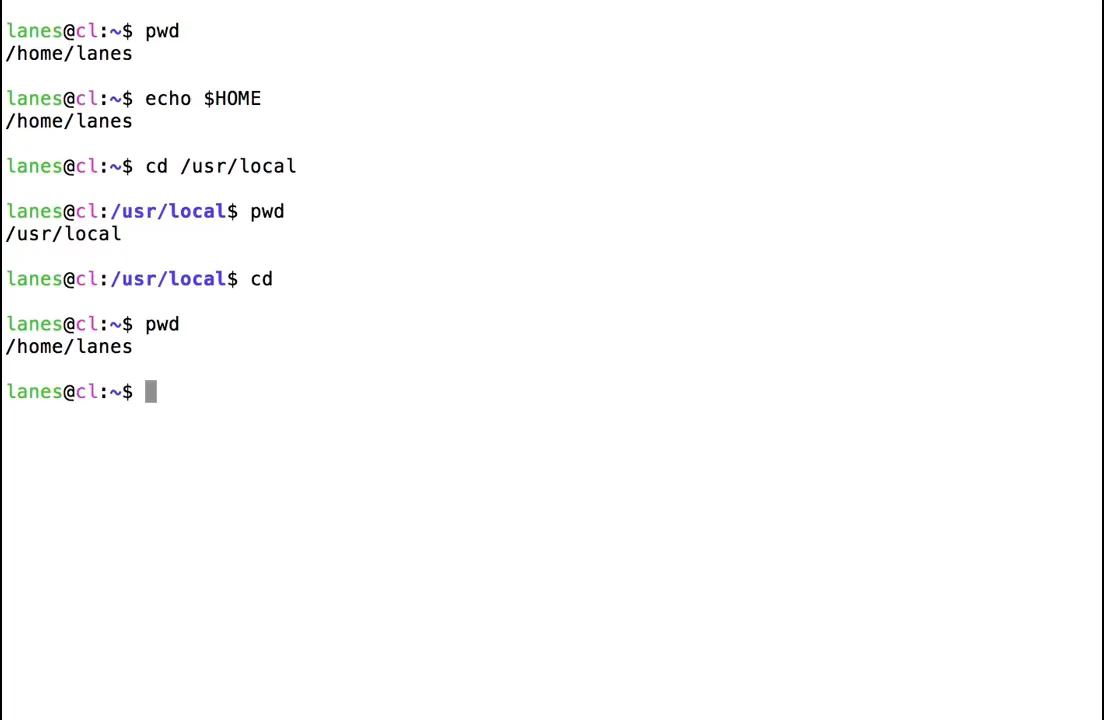 lanes@cl:~$ pwd
/home/lanes
lanes@cl:~$ echo $HOME
/home/lanes
lanes@cl:~$ cd /usr/local
lanes@cl:/usr/local$ pwd
/usr/local
lanes@cl:/usr/local$ cd
lanes@cl:~$ pwd
/home/lanes
lanes@cl:~$